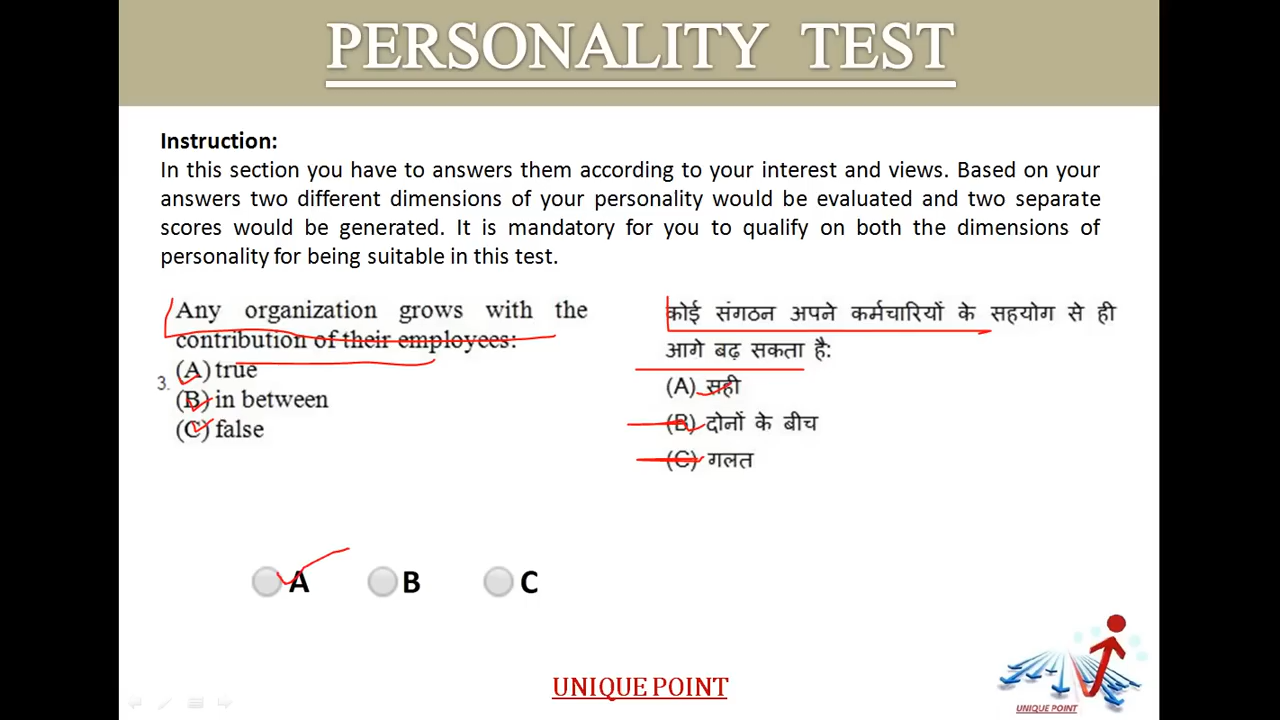 PERSONALITY TEST
Instruction:
In this section you have to answers them according to your interest and views. Based on your
answers two different dimensions of your personality would be evaluated and two separate
scores would be generated. It is mandatory for you to qualify on both the dimensions of
personality for being suitable in this test.
3.
Any organization grows with the
contribution of their employees:
(A) true
(B) in between
(C) false
कोई संगठन अपने कर्मचारियों के सहयोग से ही
आगे बढ़ सकता है:
(A) सही
(B) दोनों के बीच
(C) गलत
A B C
UNIQUE POINT
UNIQUE POINT